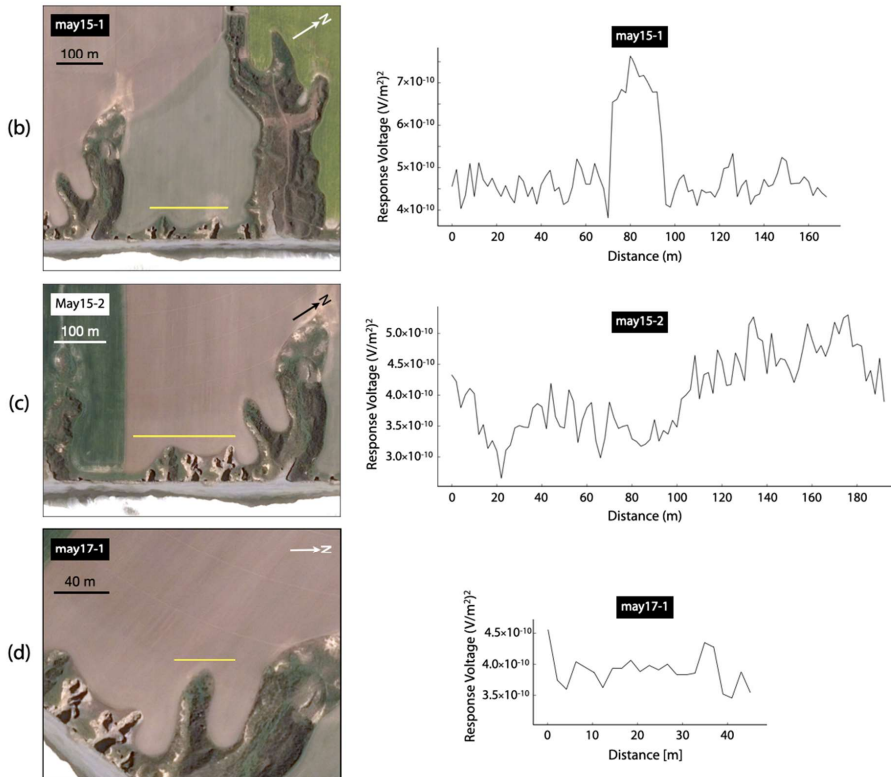 (b)
may15-1
100 m
N
may15-1
Response Voltage (V/m²)²
7×10-10
6×10-10
5×10-10
4×10-10
0 20 40 60 80 100 120 140 160
Distance (m)
(c)
May15-2
100 m
N
may15-2
Response Voltage (V/m)²
5.0×10-10
4.5×10-10
4.0×10-10
3.5×10-10
3.0×10-10
0 20 40 60 80 100 120 140 160 180
Distance (m)
(d)
may17-1
40 m
N
may17-1
Response Voltage (V/m²)²
4.5×10-10
4.0×10-10
3.5×10-10
0 10 20 30 40
Distance [m]